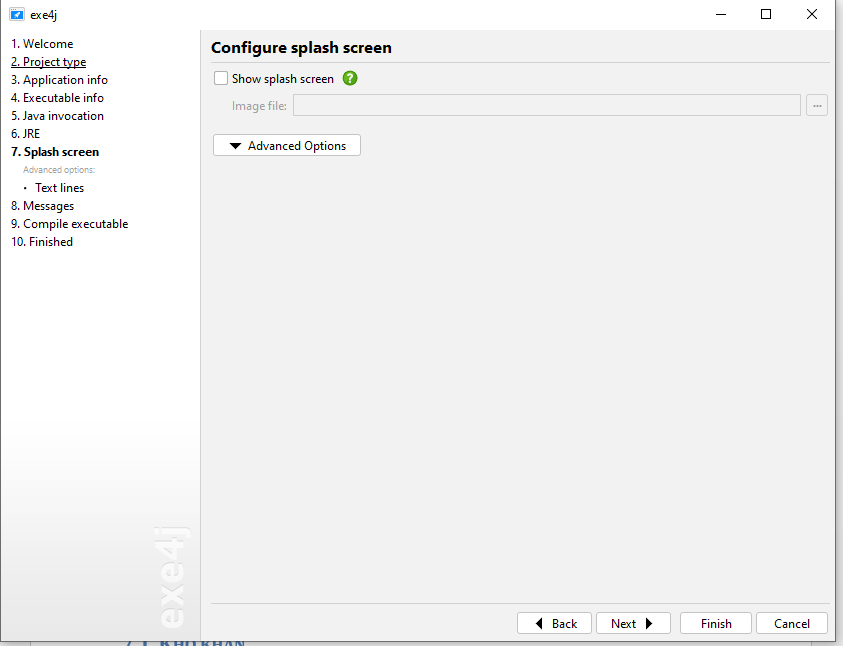 exe4j
1. Welcome
2. Project type
3. Application info
4. Executable info
5. Java invocation
6. JRE
7. Splash screen
Advanced options:
· Text lines
8. Messages
9. Compile executable
10. Finished
exe4j
Configure splash screen
Show splash screen ?
Image file:
...
Advanced Options
Back Next Finish Cancel
KHO KHAN